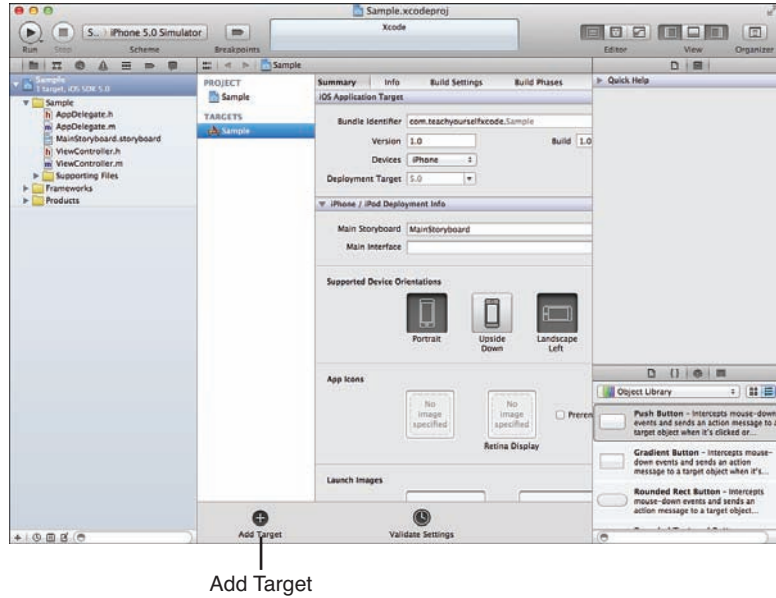 Sample.xcodeproj
Xcode
S... iPhone 5.0 Simulator
Run Stop Scheme Breakpoints Editor View Organizer
Sample
Sample
1 target, iOS SDK 5.0
Sample
h AppDelegate.h
m AppDelegate.m
MainStoryboard.storyboard
h ViewController.h
m ViewController.m
Supporting Files
Frameworks
Products
PROJECT
Sample
TARGETS
Sample
Summary Info Build Settings Build Phases
iOS Application Target
Bundle Identifier com.teachyourselfxcode.Sample
Version 1.0 Build 1.0
Devices iPhone
Deployment Target 5.0
iPhone / iPod Deployment Info
Main Storyboard MainStoryboard
Main Interface
Supported Device Orientations
Portrait
Upside
Down
Landscape
Left
App Icons
No
image
specified
No
image
specified
Preren
Retina Display
Launch Images
Add Target
Validate Settings
Quick Help
{}
Object Library
Push Button - Intercepts mouse-down
events and sends an action message to a
target object when it's clicked or...
Gradient Button - Intercepts mouse-
down events and sends an action
message to a target object when it's...
Rounded Rect Button - Intercepts
mouse-down events and sends an
action message to a target object...
Add Target